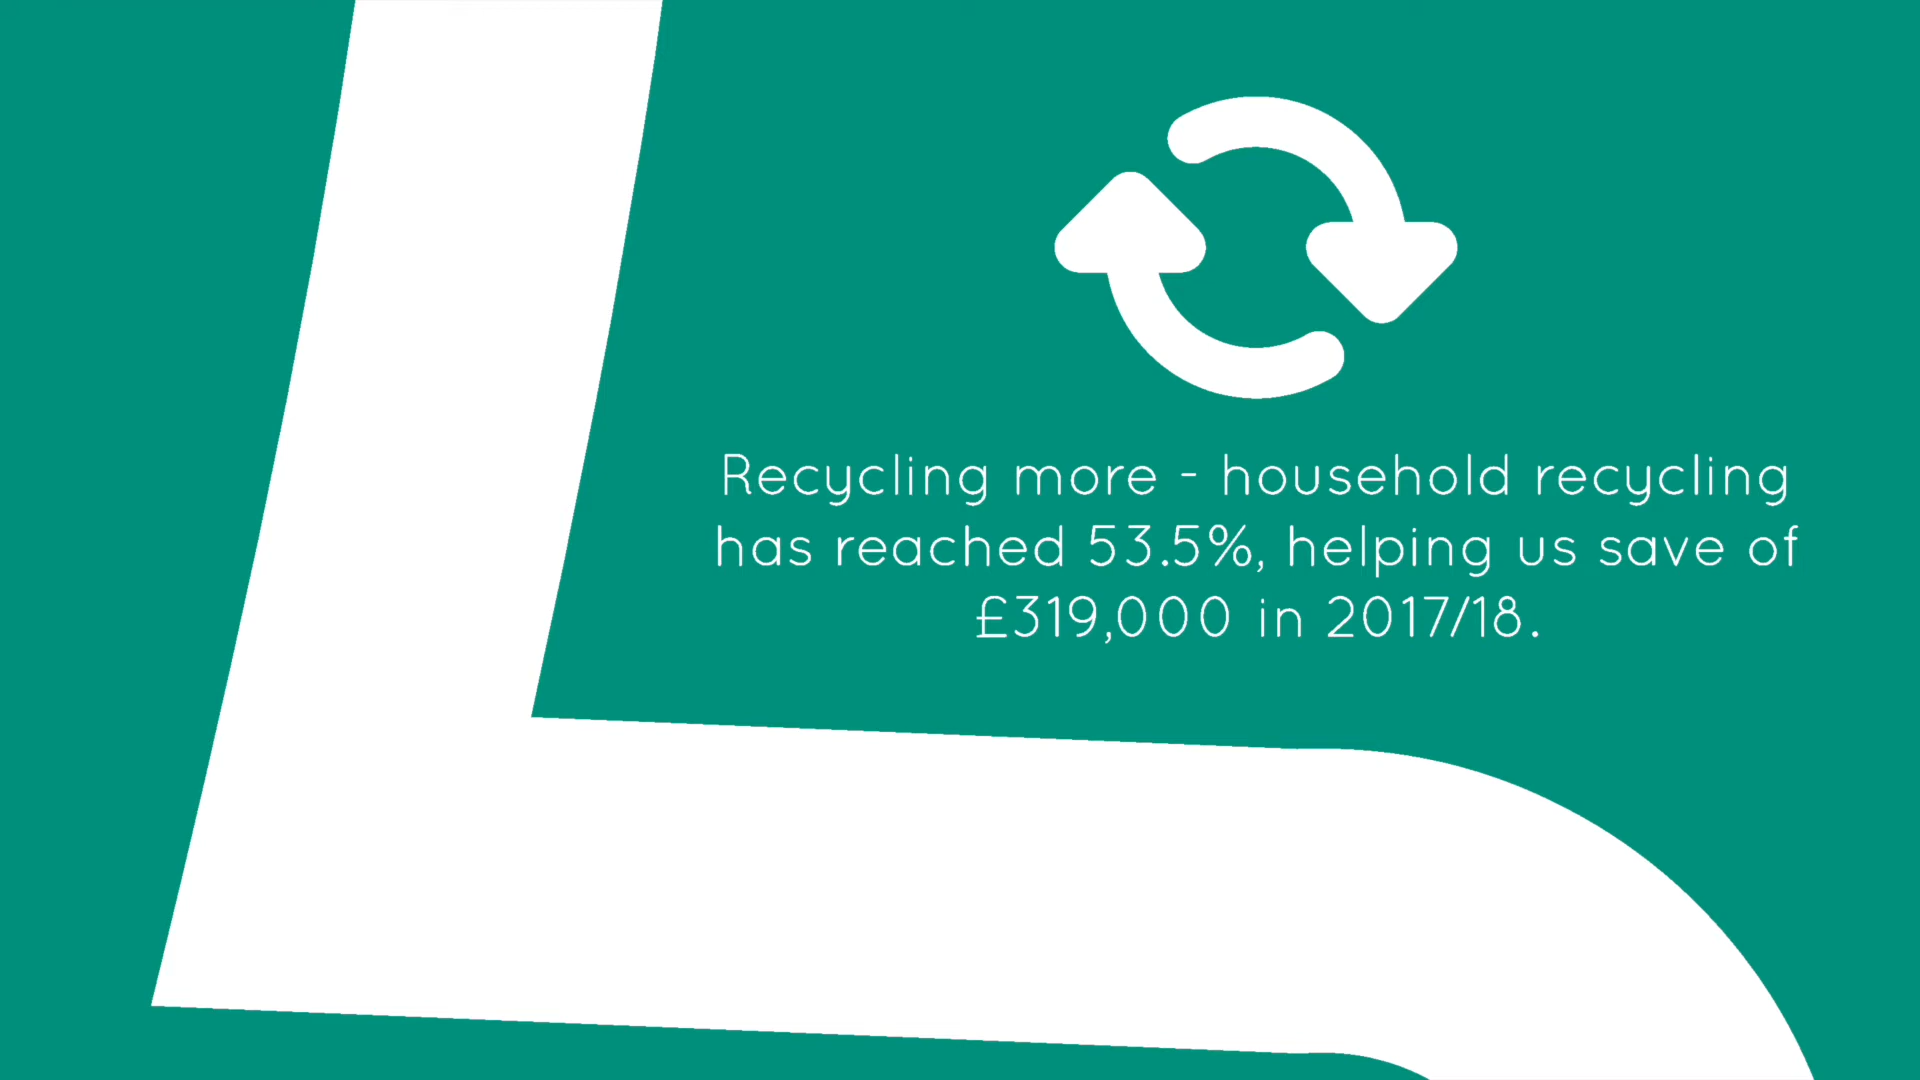 Recycling more - household recycling
has reached 53.5%, helping us save of
£319,000 in 2017/18.